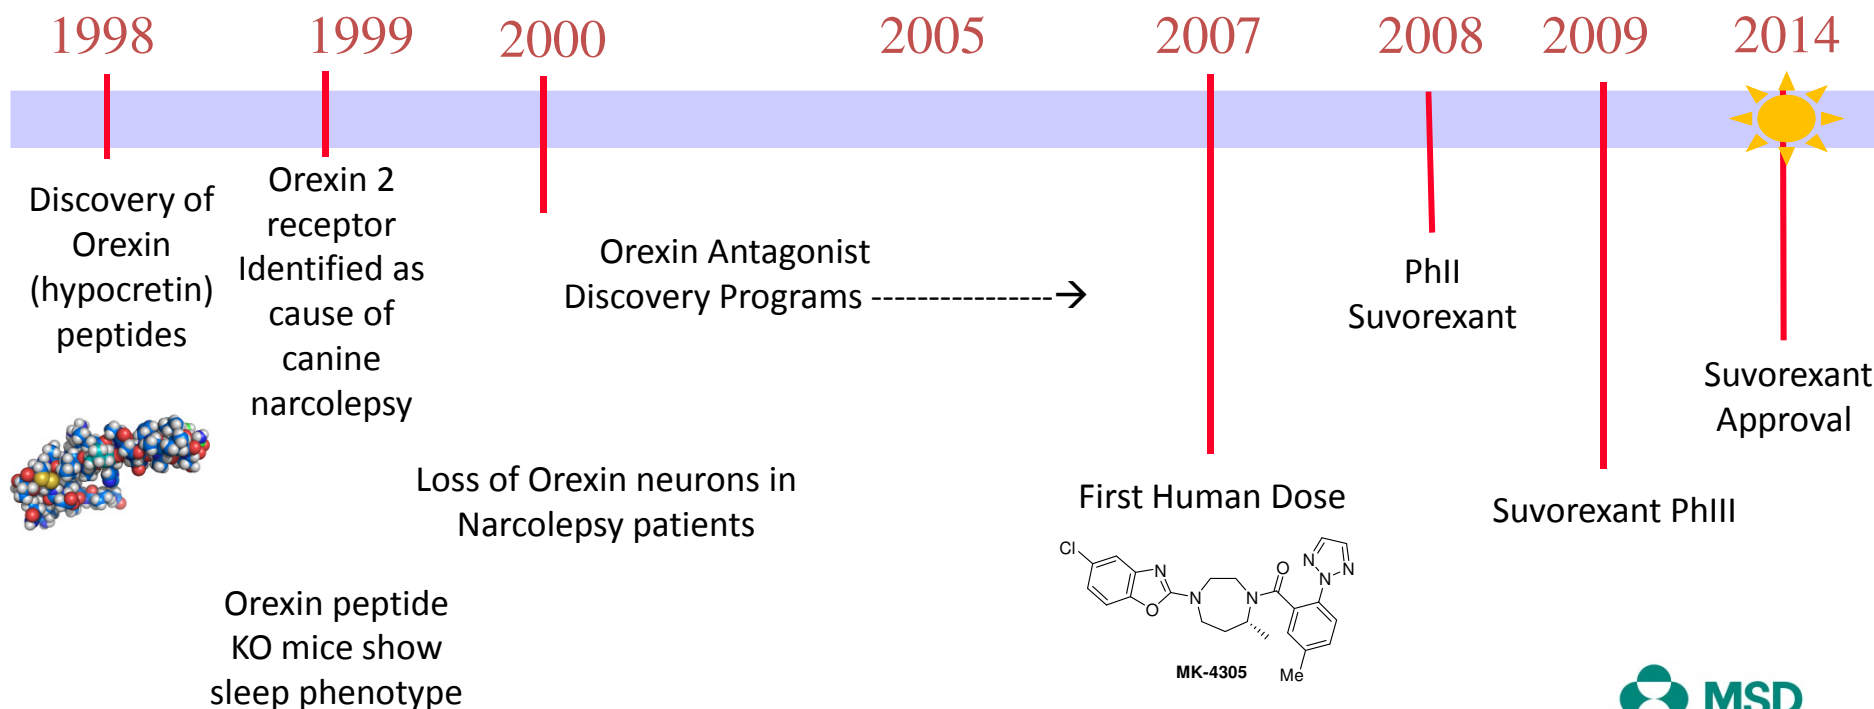 1998 1999 2000 2005 2007 2008 2009 2014
Discovery of
Orexin
(hypocretin)
peptides
Orexin 2
receptor
Identified as
cause of
canine
narcolepsy
Orexin Antagonist
Discovery Programs ---------------->
Loss of Orexin neurons in
Narcolepsy patients
Orexin peptide
KO mice show
sleep phenotype
First Human Dose
Cl
N
O
N
N
O
N
N
N
Me
MK-4305
PhII
Suvorexant
Suvorexant PhIII
Suvorexant
Approval
MSD